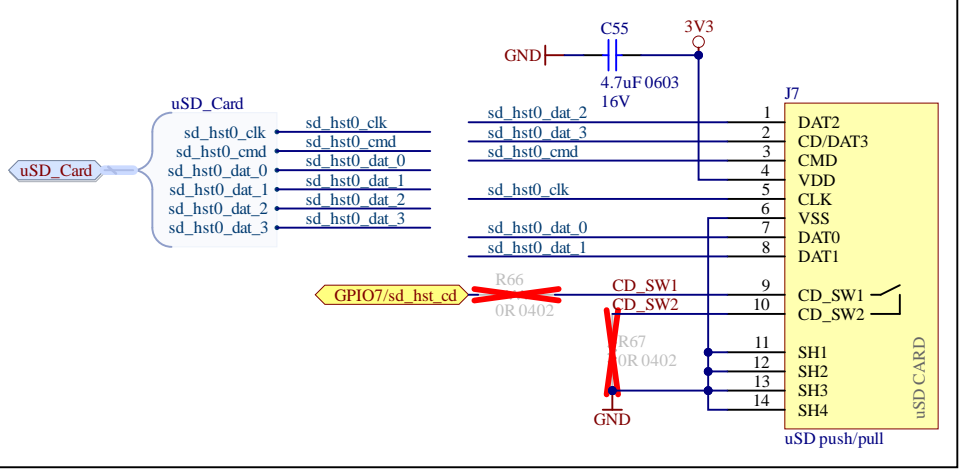 C55
3V3
GND
4.7uF 0603
16V
J7
uSD_Card
sd_hst0_clk
sd_hst0_cmd
sd_hst0_dat_0
sd_hst0_dat_1
sd_hst0_dat_2
sd_hst0_dat_3
sd_hst0_clk
sd_hst0_cmd
sd_hst0_dat_0
sd_hst0_dat_1
sd_hst0_dat_2
sd_hst0_dat_3
uSD_Card
sd_hst0_dat_2
sd_hst0_dat_3
sd_hst0_cmd
sd_hst0_clk
sd_hst0_dat_0
sd_hst0_dat_1
1 DAT2
2 CD/DAT3
3 CMD
4 VDD
5 CLK
6 VSS
7 DAT0
8 DAT1
R66
GPIO7/sd_hst_cd
0R 0402
CD_SW1
CD_SW2
9 CD_SW1
10 CD_SW2
R67
0R 0402
11 SH1
12 SH2
13 SH3
14 SH4
GND
uSD CARD
uSD push/pull